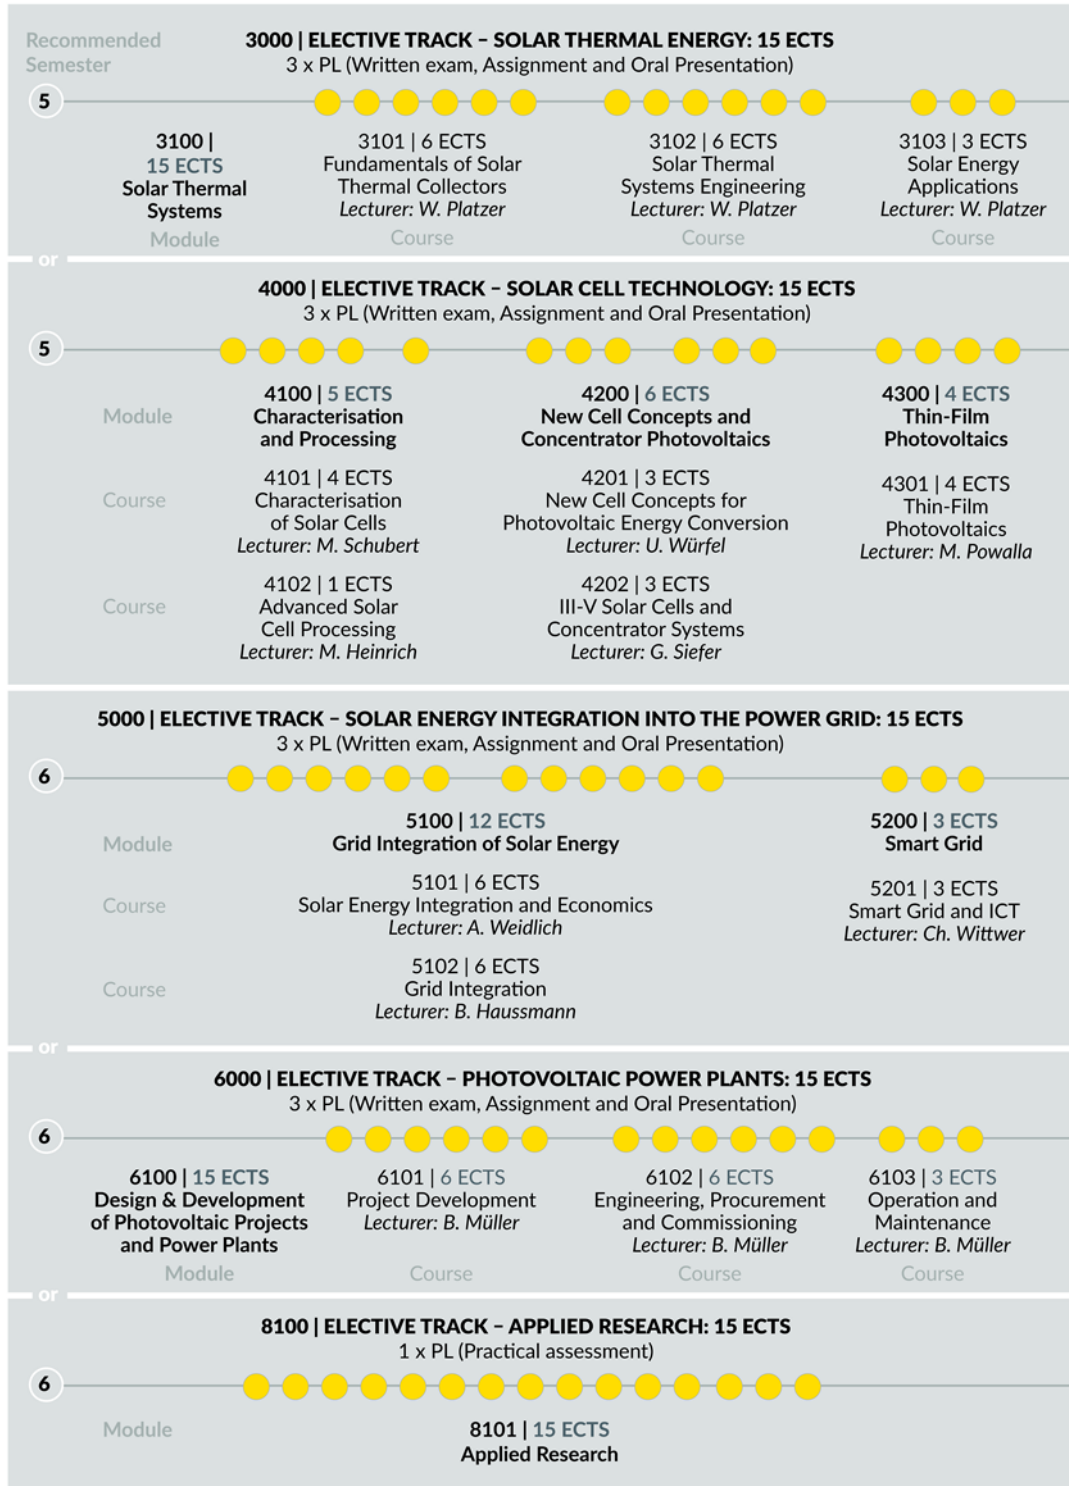 Recommended
Semester
3000 | ELECTIVE TRACK – SOLAR THERMAL ENERGY: 15 ECTS
3 x PL (Written exam, Assignment and Oral Presentation)
5
3100 |
15 ECTS
Solar Thermal
Systems
Module
3101 | 6 ECTS
Fundamentals of Solar
Thermal Collectors
Lecturer: W. Platzer
Course
3102 | 6 ECTS
Solar Thermal
Systems Engineering
Lecturer: W. Platzer
Course
3103 | 3 ECTS
Solar Energy
Applications
Lecturer: W. Platzer
Course
or
4000 | ELECTIVE TRACK – SOLAR CELL TECHNOLOGY: 15 ECTS
3 x PL (Written exam, Assignment and Oral Presentation)
5
Module
4100 | 5 ECTS
Characterisation
and Processing
4200 | 6 ECTS
New Cell Concepts and
Concentrator Photovoltaics
4300 | 4 ECTS
Thin-Film
Photovoltaics
Course
4101 | 4 ECTS
Characterisation
of Solar Cells
Lecturer: M. Schubert
4201 | 3 ECTS
New Cell Concepts for
Photovoltaic Energy Conversion
Lecturer: U. Würfel
4301 | 4 ECTS
Thin-Film
Photovoltaics
Lecturer: M. Powalla
Course
4102 | 1 ECTS
Advanced Solar
Cell Processing
Lecturer: M. Heinrich
4202 | 3 ECTS
III-V Solar Cells and
Concentrator Systems
Lecturer: G. Siefer
5000 | ELECTIVE TRACK – SOLAR ENERGY INTEGRATION INTO THE POWER GRID: 15 ECTS
3 x PL (Written exam, Assignment and Oral Presentation)
6
Module
5100 | 12 ECTS
Grid Integration of Solar Energy
5200 | 3 ECTS
Smart Grid
Course
5101 | 6 ECTS
Solar Energy Integration and Economics
Lecturer: A. Weidlich
5201 | 3 ECTS
Smart Grid and ICT
Lecturer: Ch. Wittwer
Course
5102 | 6 ECTS
Grid Integration
Lecturer: B. Haussmann
or
6000 | ELECTIVE TRACK – PHOTOVOLTAIC POWER PLANTS: 15 ECTS
3 x PL (Written exam, Assignment and Oral Presentation)
6
6100 | 15 ECTS
Design & Development
of Photovoltaic Projects
and Power Plants
Module
6101 | 6 ECTS
Project Development
Lecturer: B. Müller
Course
6102 | 6 ECTS
Engineering, Procurement
and Commissioning
Lecturer: B. Müller
Course
6103 | 3 ECTS
Operation and
Maintenance
Lecturer: B. Müller
Course
or
8100 | ELECTIVE TRACK – APPLIED RESEARCH: 15 ECTS
1 x PL (Practical assessment)
6
Module
8101 | 15 ECTS
Applied Research